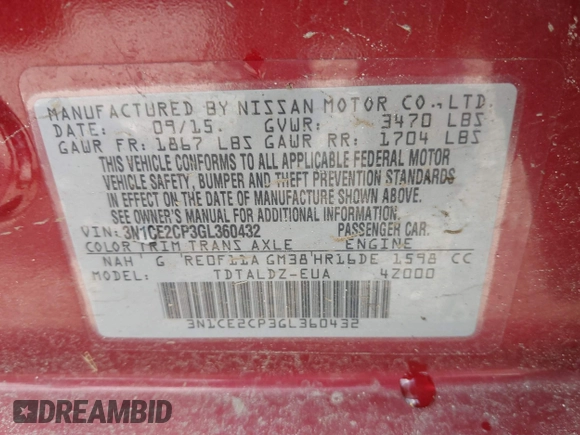 MANUFACTURED BY NISSAN MOTOR CO.,LTD.
DATE: 09/15. GVWR: 3470 LBS
GAWR FR: 1867 LBS GAWR RR: 1704 LBS
THIS VEHICLE CONFORMS TO ALL APPLICABLE FEDERAL MOTOR
VEHICLE SAFETY, BUMPER AND THEFT PREVENTION STANDARDS
IN EFFECT ON THE DATE OF MANUFACTURE SHOWN ABOVE.
SEE OWNER'S MANUAL FOR ADDITIONAL INFORMATION.
VIN: 3N1CE2CP3GL360432 PASSENGER CAR.
COLOR TRIM TRANS AXLE ENGINE
NAH G RE0F11A GM38 HR16DE 1598 CC
MODEL: TDTALDZ-EUA 4Z000
3N1CE2CP3GL360432
DREAMBID